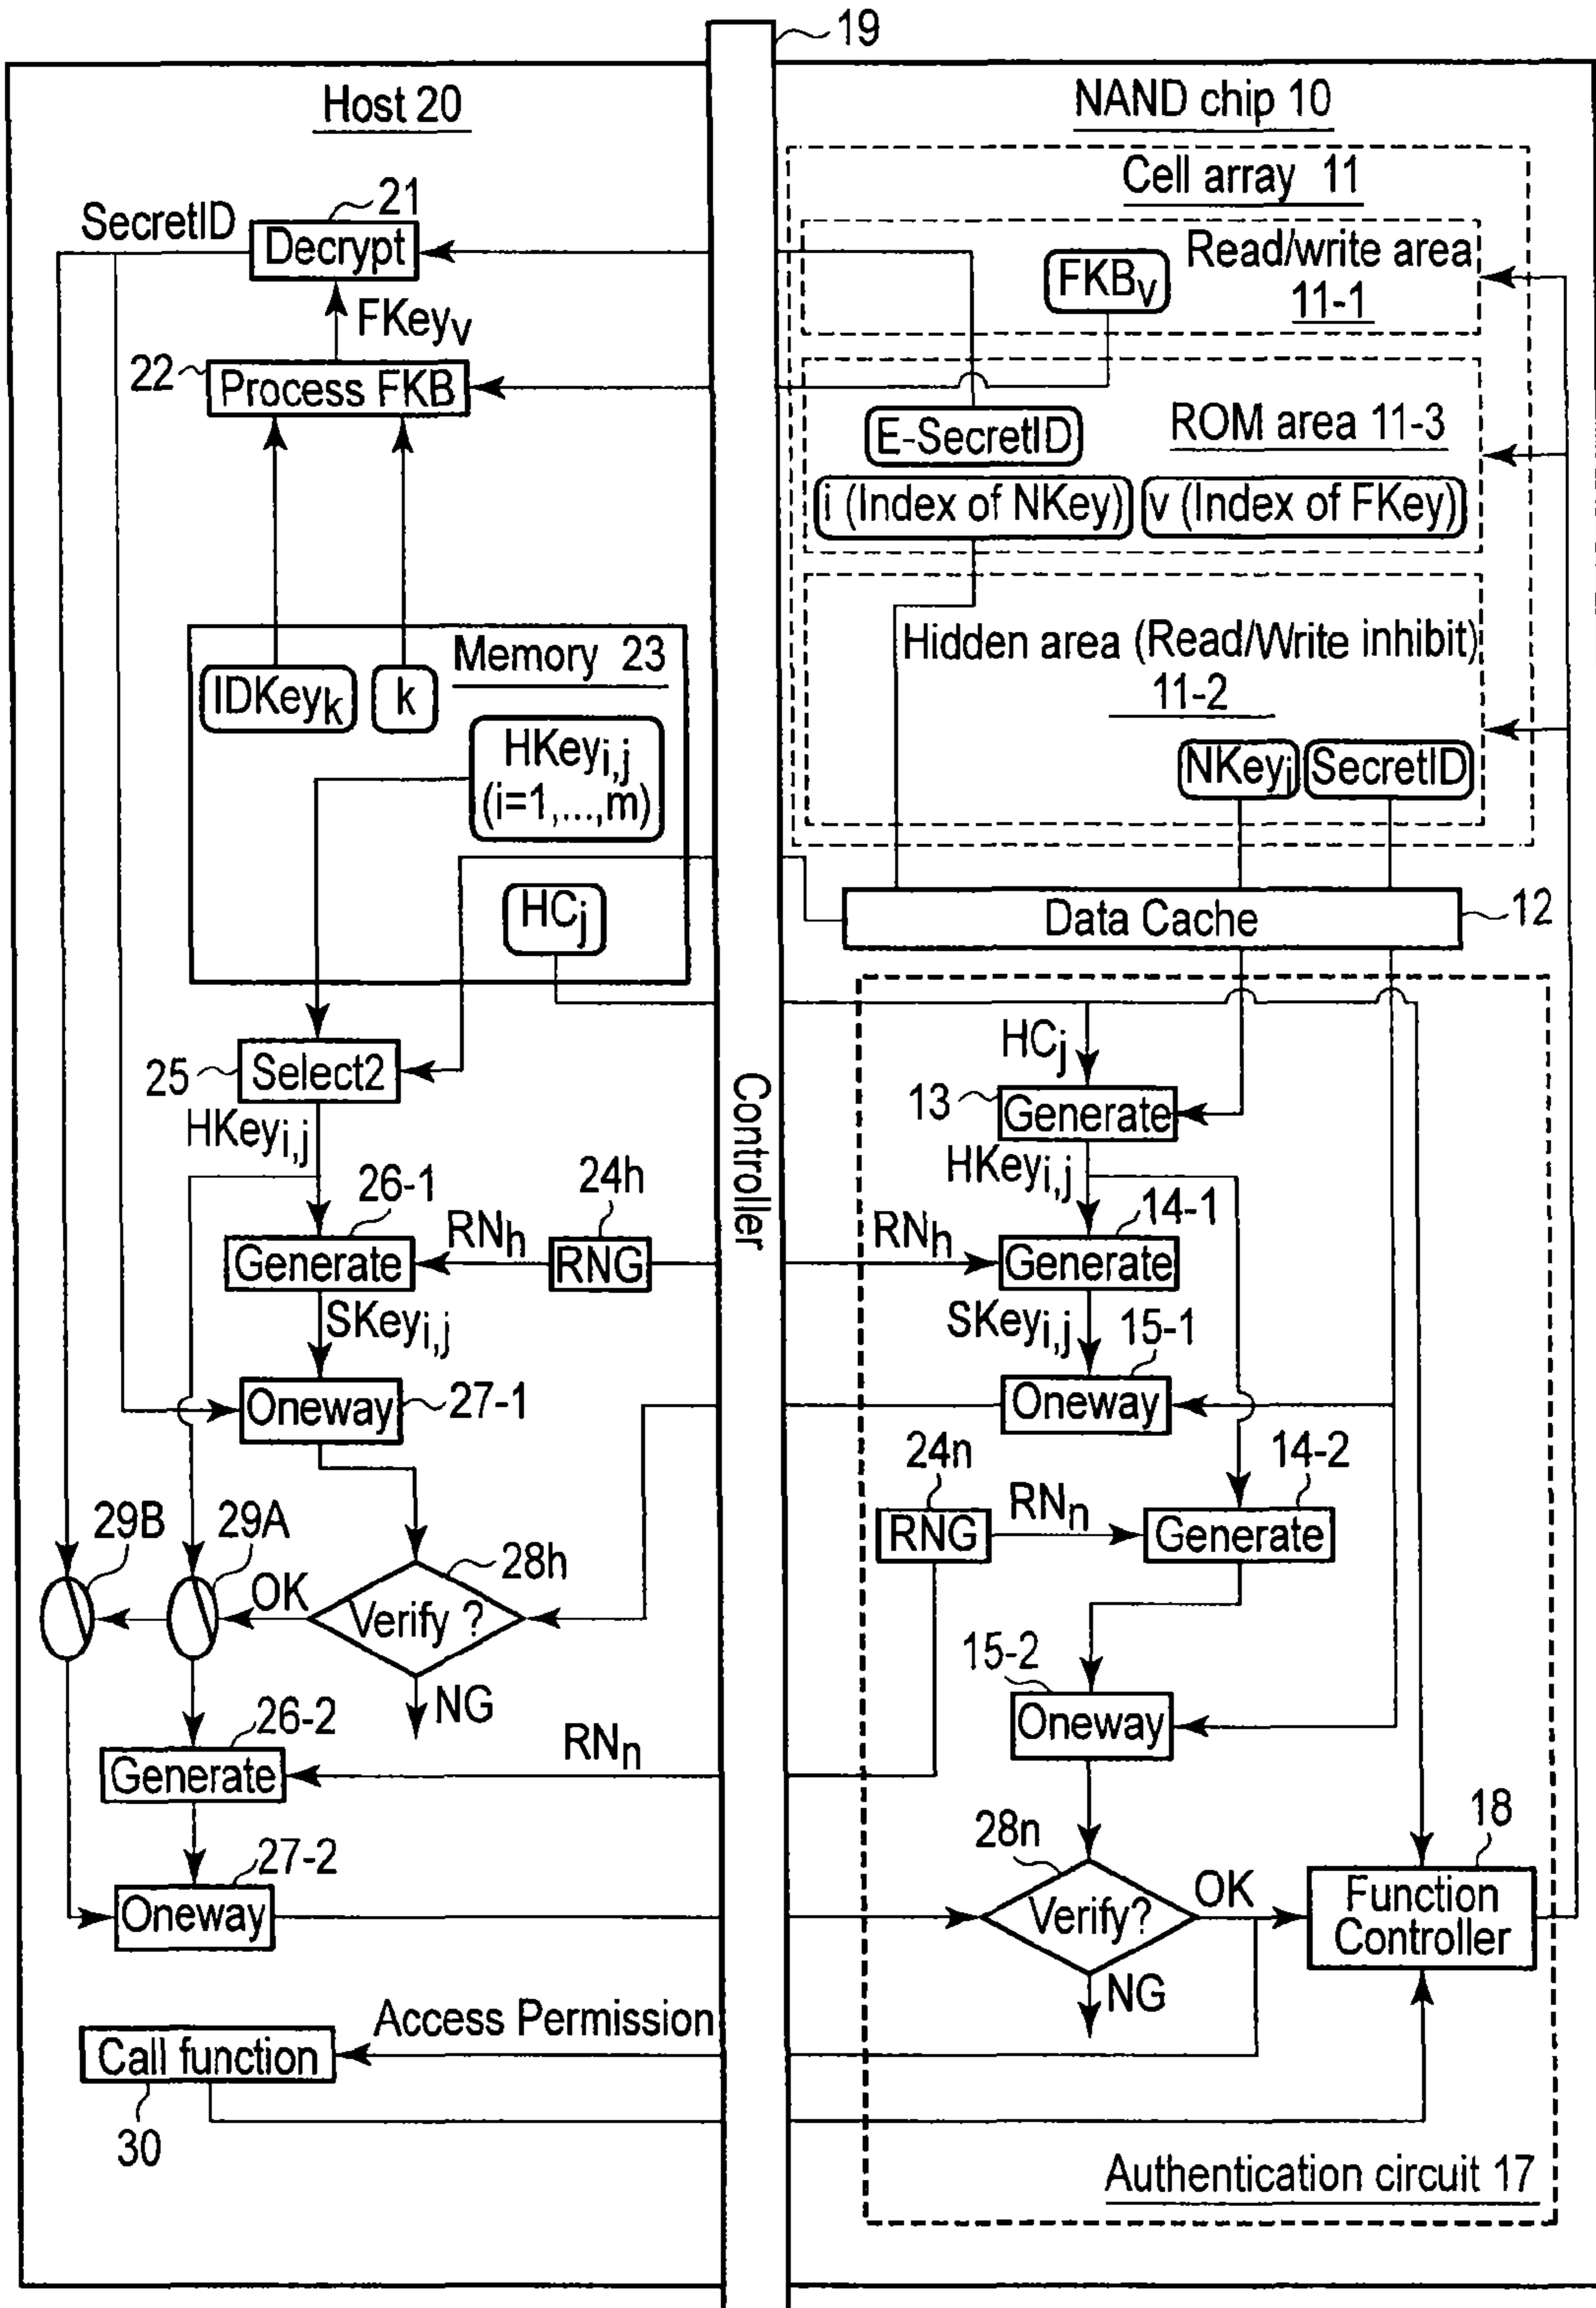 19
Host 20
NAND chip 10
Cell array 11
21
SecretID
Decrypt
Read/write area
11-1
FKBv
FKeyv
22
Process FKB
E-SecretID
ROM area 11-3
i (Index of NKey)
v (Index of FKey)
Memory 23
IDKeyk
k
Hidden area (Read/Write inhibit)
11-2
HKeyi,j
(i=1,...,m)
NKeyi
SecretID
HCj
Data Cache
12
Controller
HCj
25
Select2
13
Generate
HKeyi,j
HKeyi,j
26-1
24h
14-1
Generate
RNh
RNG
RNh
Generate
SKeyi,j
SKeyi,j
15-1
Oneway
27-1
Oneway
24n
14-2
29B
29A
28h
RNG
RNn
Generate
OK
Verify ?
NG
15-2
26-2
Oneway
RNn
Generate
27-2
28n
18
Oneway
Verify?
OK
Function
Controller
NG
Access Permission
Call function
30
Authentication circuit 17